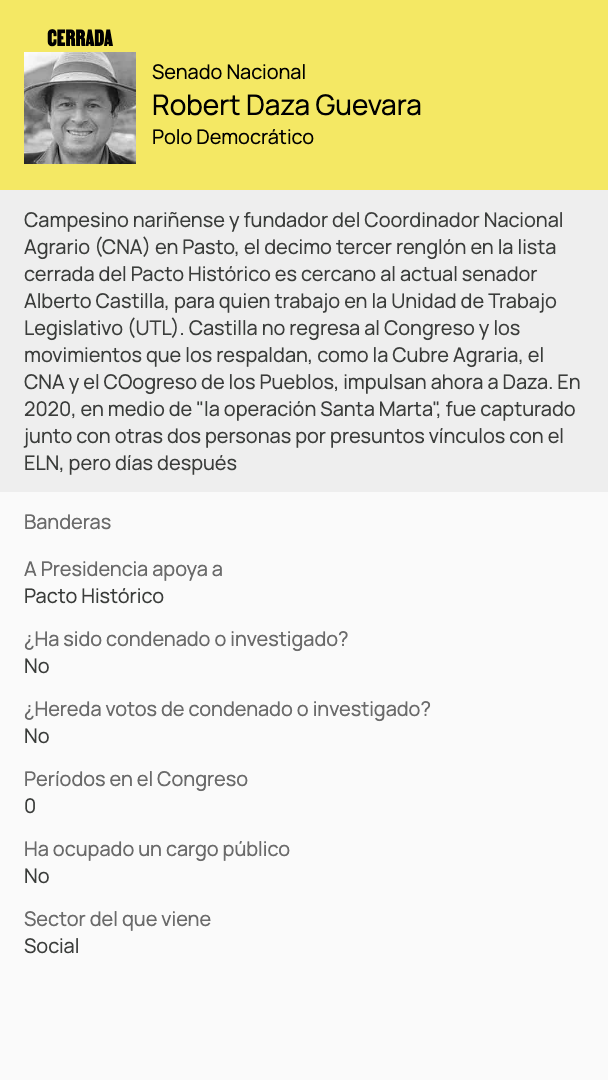 CERRADA
Senado Nacional
Robert Daza Guevara
Polo Democrático
Campesino nariñense y fundador del Coordinador Nacional
Agrario (CNA) en Pasto, el decimo tercer renglón en la lista
cerrada del Pacto Histórico es cercano al actual senador
Alberto Castilla, para quien trabajo en la Unidad de Trabajo
Legislativo (UTL). Castilla no regresa al Congreso y los
movimientos que los respaldan, como la Cubre Agraria, el
CNA y el COogreso de los Pueblos, impulsan ahora a Daza. En
2020, en medio de "la operación Santa Marta", fue capturado
junto con otras dos personas por presuntos vínculos con el
ELN, pero días después
Banderas
A Presidencia apoya a
Pacto Histórico
¿Ha sido condenado o investigado?
No
¿Hereda votos de condenado o investigado?
No
Períodos en el Congreso
0
Ha ocupado un cargo público
No
Sector del que viene
Social